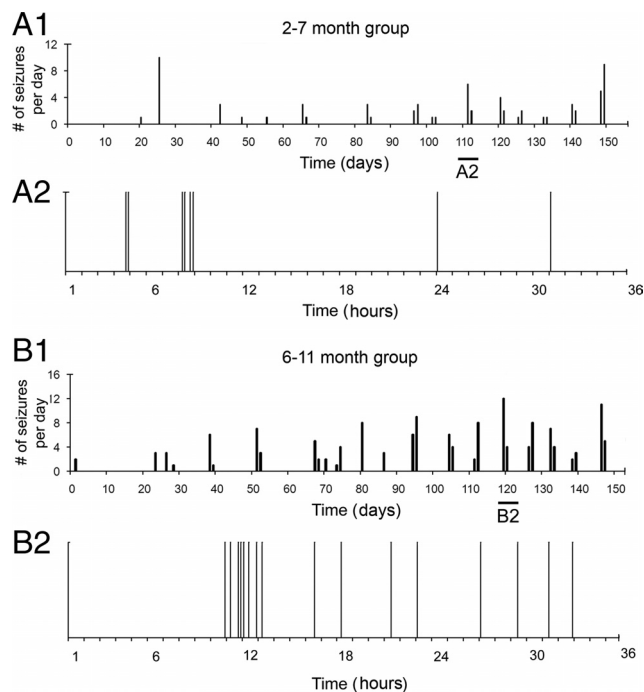 A1
2-7 month group
# of seizures
per day
12
8
4
0
0 10 20 30 40 50 60 70 80 90 100 110 120 130 140 150
Time (days)
A2
A2
1 6 12 18 24 30 36
Time (hours)
B1
6-11 month group
# of seizures
per day
16
12
8
4
0
0 10 20 30 40 50 60 70 80 90 100 110 120 130 140 150
Time (days)
B2
B2
1 6 12 18 24 30 36
Time (hours)